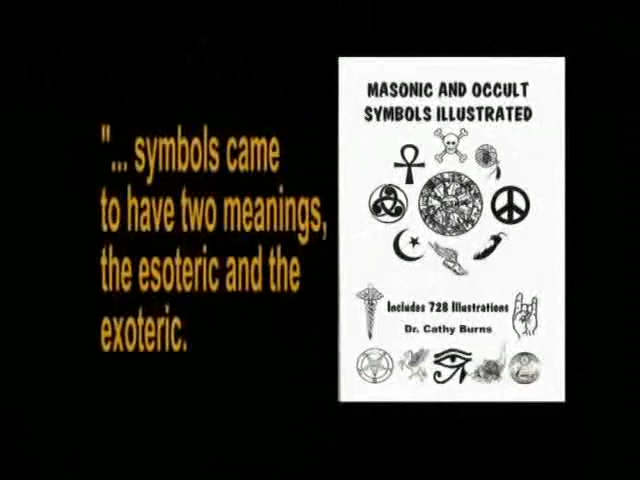 "... symbols came
to have two meanings,
the esoteric and the
exoteric.
MASONIC AND OCCULT
SYMBOLS ILLUSTRATED
Includes 728 Illustrations
Dr. Cathy Burns